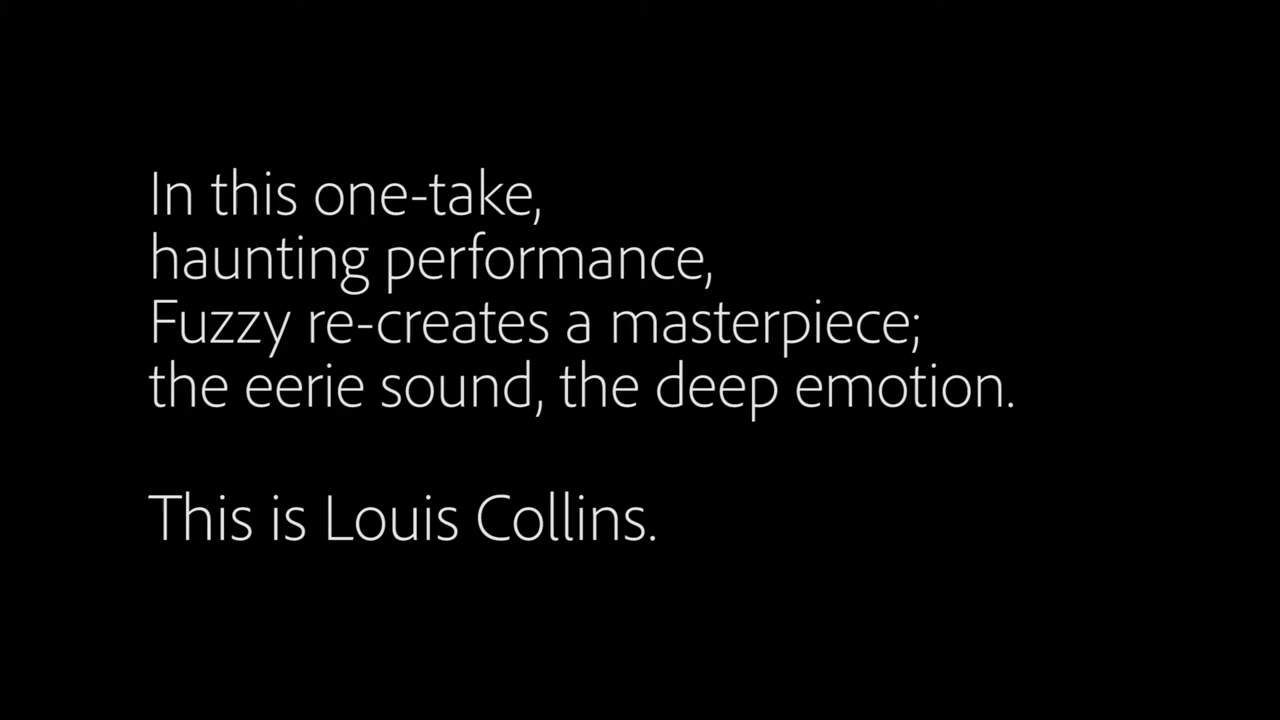 In this one-take,
haunting performance,
Fuzzy re-creates a masterpiece;
the eerie sound, the deep emotion.
This is Louis Collins.